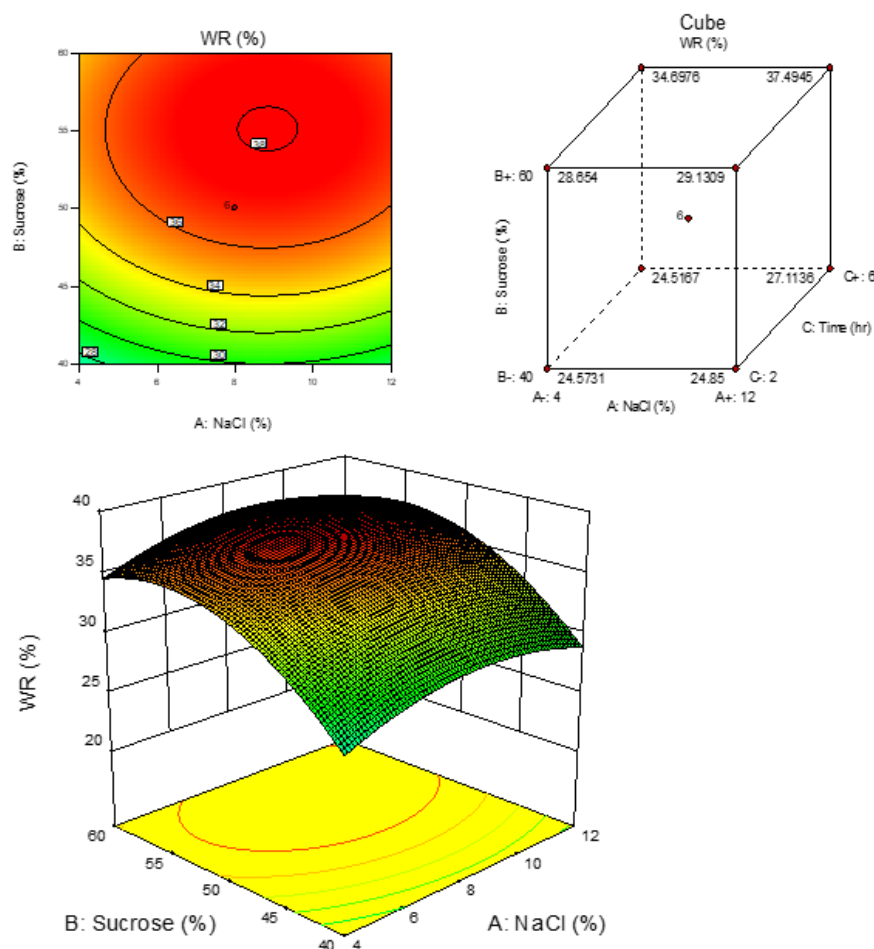 WR (%)
60
55
50
45
40
B: Sucrose (%)
38
6
36
34
32
30
28
4
6
8
10
12
A: NaCl (%)
Cube
WR (%)
34.6976
37.4945
B+: 60
28.654
29.1309
6
B: Sucrose (%)
24.5167
27.1136
C+: 6
C: Time (hr)
B-: 40
24.5731
24.85
C-: 2
A-: 4
A: NaCl (%)
A+: 12
40
35
30
25
20
WR (%)
60
55
50
45
40
4
6
8
10
12
B: Sucrose (%)
A: NaCl (%)